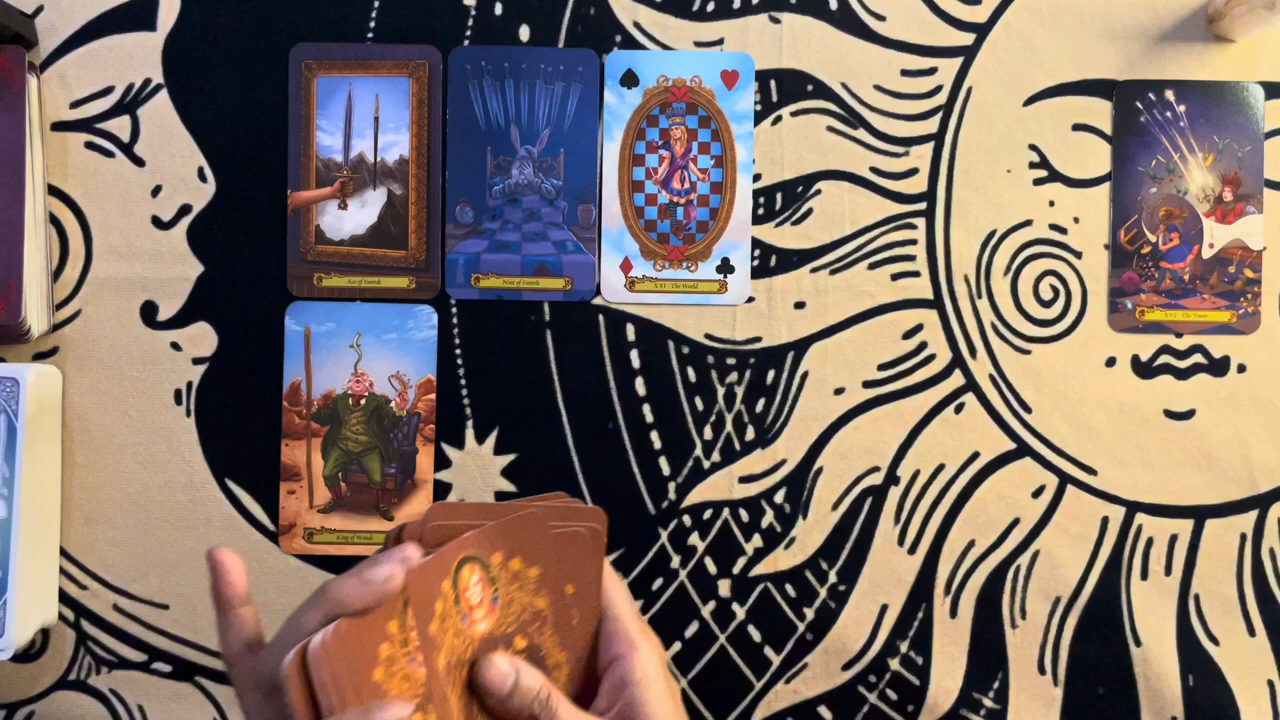 Ace of Swords
Nine of Swords
XXI - The World
XVI - The Tower
King of Wands